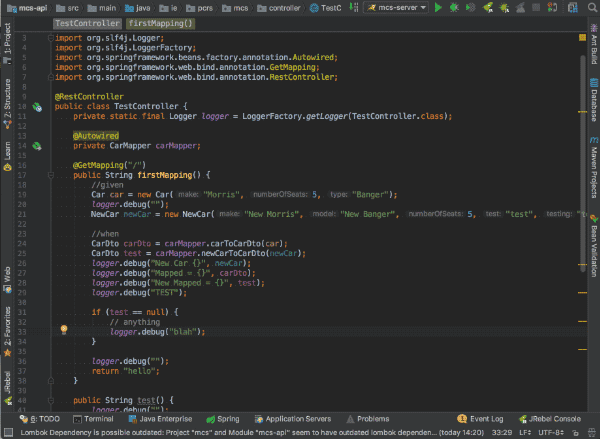 mcs-api src main java ie pcrs mcs controller TestC mcs-server
TestController firstMapping()
1: Project
Z: Structure
Learn
Web
2: Favorites
JRebel
3 import org.slf4j.Logger;
4 import org.slf4j.LoggerFactory;
5 import org.springframework.beans.factory.annotation.Autowired;
6 import org.springframework.web.bind.annotation.GetMapping;
7 import org.springframework.web.bind.annotation.RestController;
8
9 @RestController
10 public class TestController {
11 private static final Logger logger = LoggerFactory.getLogger(TestController.class);
12
13 @Autowired
14 private CarMapper carMapper;
15
16 @GetMapping("/")
17 public String firstMapping() {
18 //given
19 Car car = new Car( make: "Morris", numberOfSeats: 5, type: "Banger");
20 logger.debug("");
21 NewCar newCar = new NewCar( make: "New Morris", model: "New Banger", numberOfSeats: 5, test: "test", testing:
22
23 //when
24 CarDto carDto = carMapper.carToCarDto(car);
25 CarDto test = carMapper.newCarToCarDto(newCar);
26 logger.debug("New Car {}", newCar);
27 logger.debug("Mapped = {}", carDto);
28 logger.debug("New Mapped = {}", test);
29 logger.debug("TEST");
30
31 if (test == null) {
32 // anything
33 logger.debug("blah");
34 }
35
36 logger.debug("");
37 return "hello";
38 }
39
40 public String test() {
41 logger.debug("");
Ant Build
Database
Maven Projects
Bean Validation
6: TODO Terminal Java Enterprise Spring Application Servers Problems Event Log JRebel Console
Lombok Dependency is possible outdated: Project "mcs" and Module "mcs-api" seem to have outdated lombok dependen... (today 14:20) 33:29 LF÷ UTF-8÷